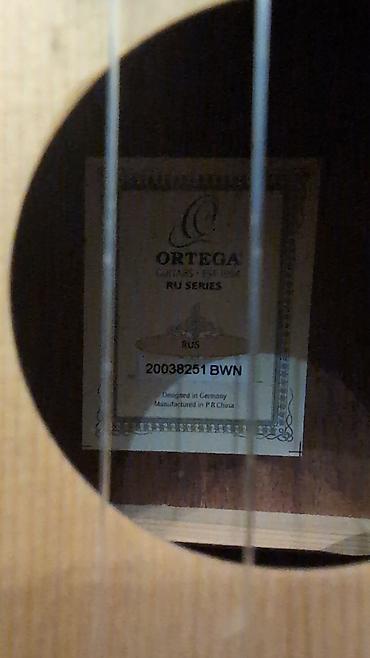 ORTEGA
GUITARS · EST.1994
RU SERIES
RU5
20038251 BWN
Designed in Germany
Manufactured in P.R.China